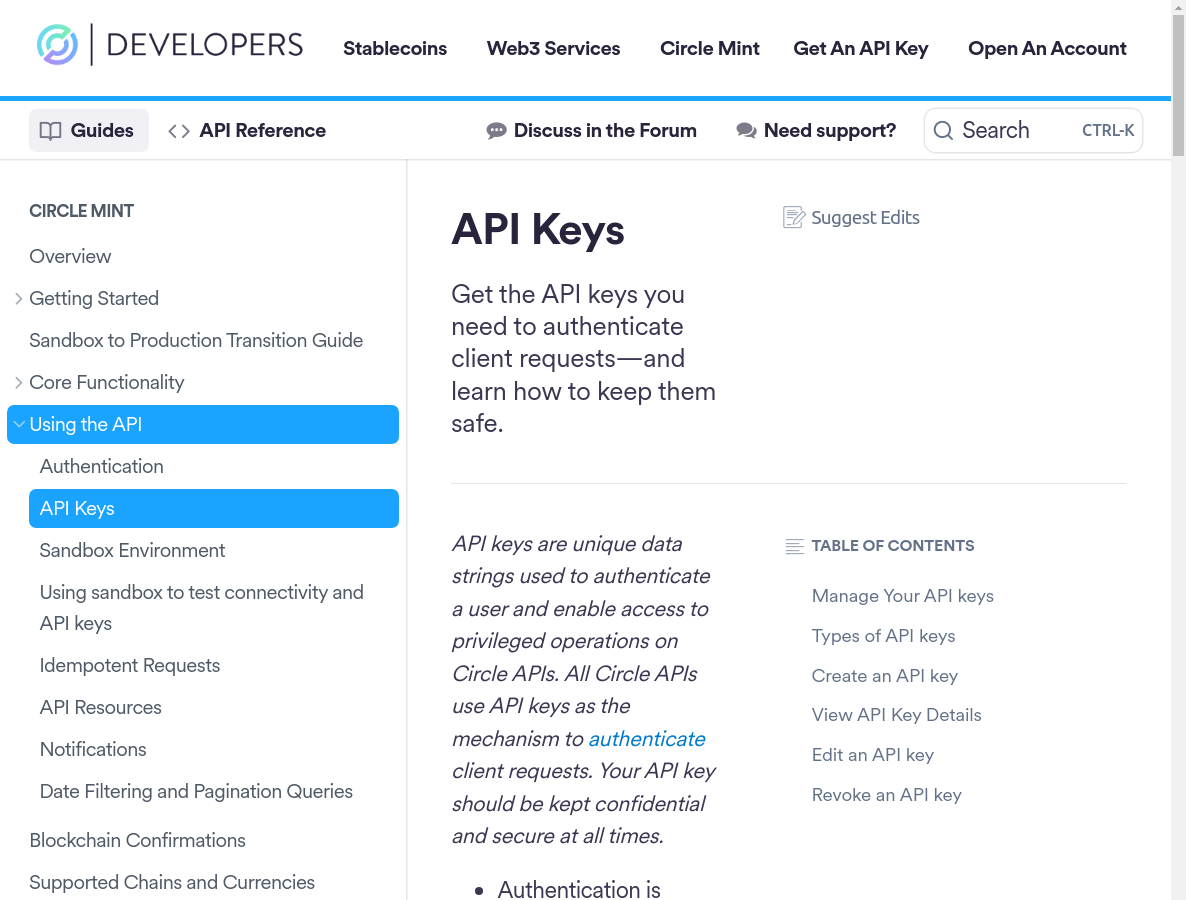 DEVELOPERS
Stablecoins
Web3 Services
Circle Mint
Get An API Key
Open An Account
Guides
API Reference
Discuss in the Forum
Need support?
Search
CTRL-K
CIRCLE MINT
Overview
Getting Started
Sandbox to Production Transition Guide
Core Functionality
Using the API
Authentication
API Keys
Sandbox Environment
Using sandbox to test connectivity and
API keys
Idempotent Requests
API Resources
Notifications
Date Filtering and Pagination Queries
Blockchain Confirmations
Supported Chains and Currencies
API Keys
Suggest Edits
Get the API keys you
need to authenticate
client requests—and
learn how to keep them
safe.
API keys are unique data
strings used to authenticate
a user and enable access to
privileged operations on
Circle APIs. All Circle APIs
use API keys as the
mechanism to authenticate
client requests. Your API key
should be kept confidential
and secure at all times.
• Authentication is
TABLE OF CONTENTS
Manage Your API keys
Types of API keys
Create an API key
View API Key Details
Edit an API key
Revoke an API key